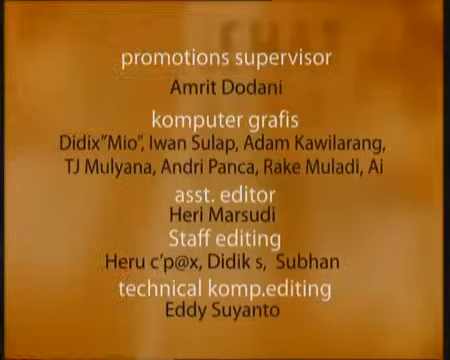 promotions supervisor
Amrit Dodani
komputer grafis
Didix"Mio", Iwan Sulap, Adam Kawilarang,
TJ Mulyana, Andri Panca, Rake Muladi, Ai
asst. editor
Heri Marsudi
Staff editing
Heru c'p@x, Didik s, Subhan
technical komp.editing
Eddy Suyanto